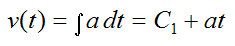 v(t) = ∫a dt = C₁ + at